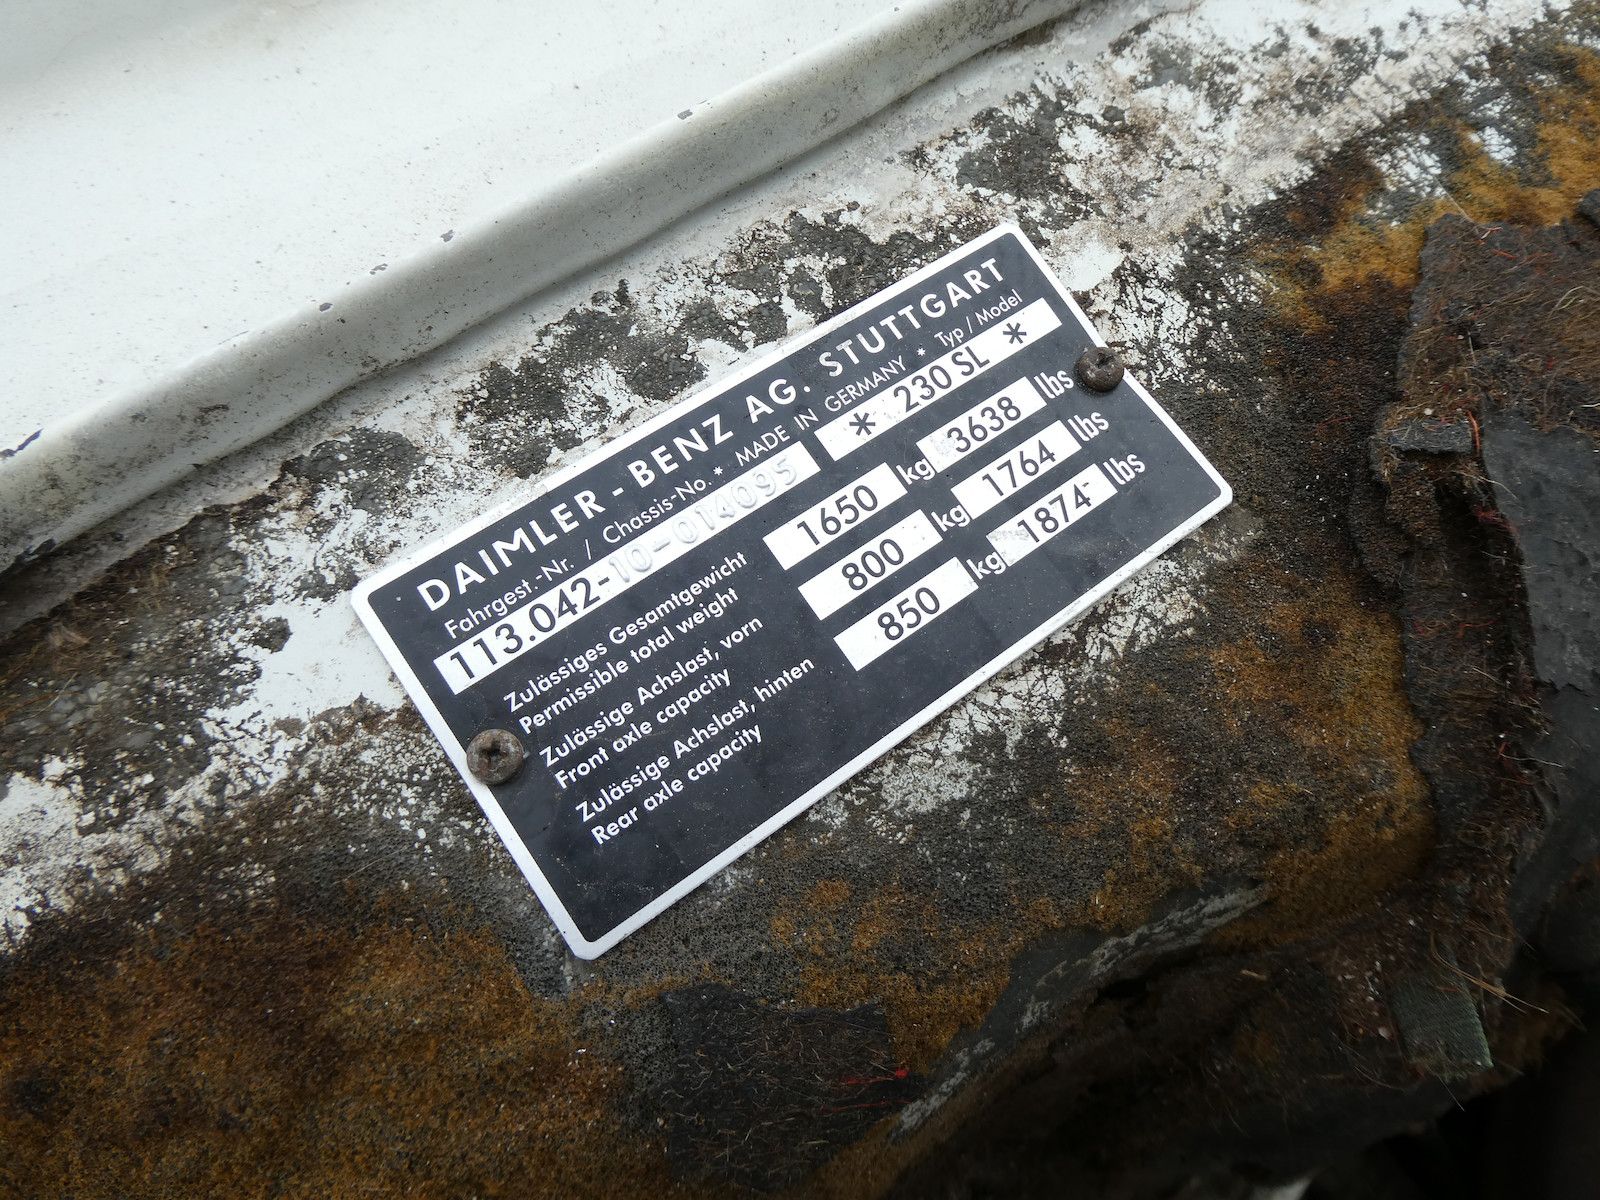 DAIMLER - BENZ AG. STUTTGART
Fahrgest.-Nr. / Chassis-No. * MADE IN GERMANY * Typ / Model
113.042-10-014095 * 230 SL *
Zulässiges Gesamtgewicht
Permissible total weight
1650 kg 3638 lbs
Zulässige Achslast, vorn
Front axle capacity
800 kg 1764 lbs
Zulässige Achslast, hinten
Rear axle capacity
850 kg 1874 lbs